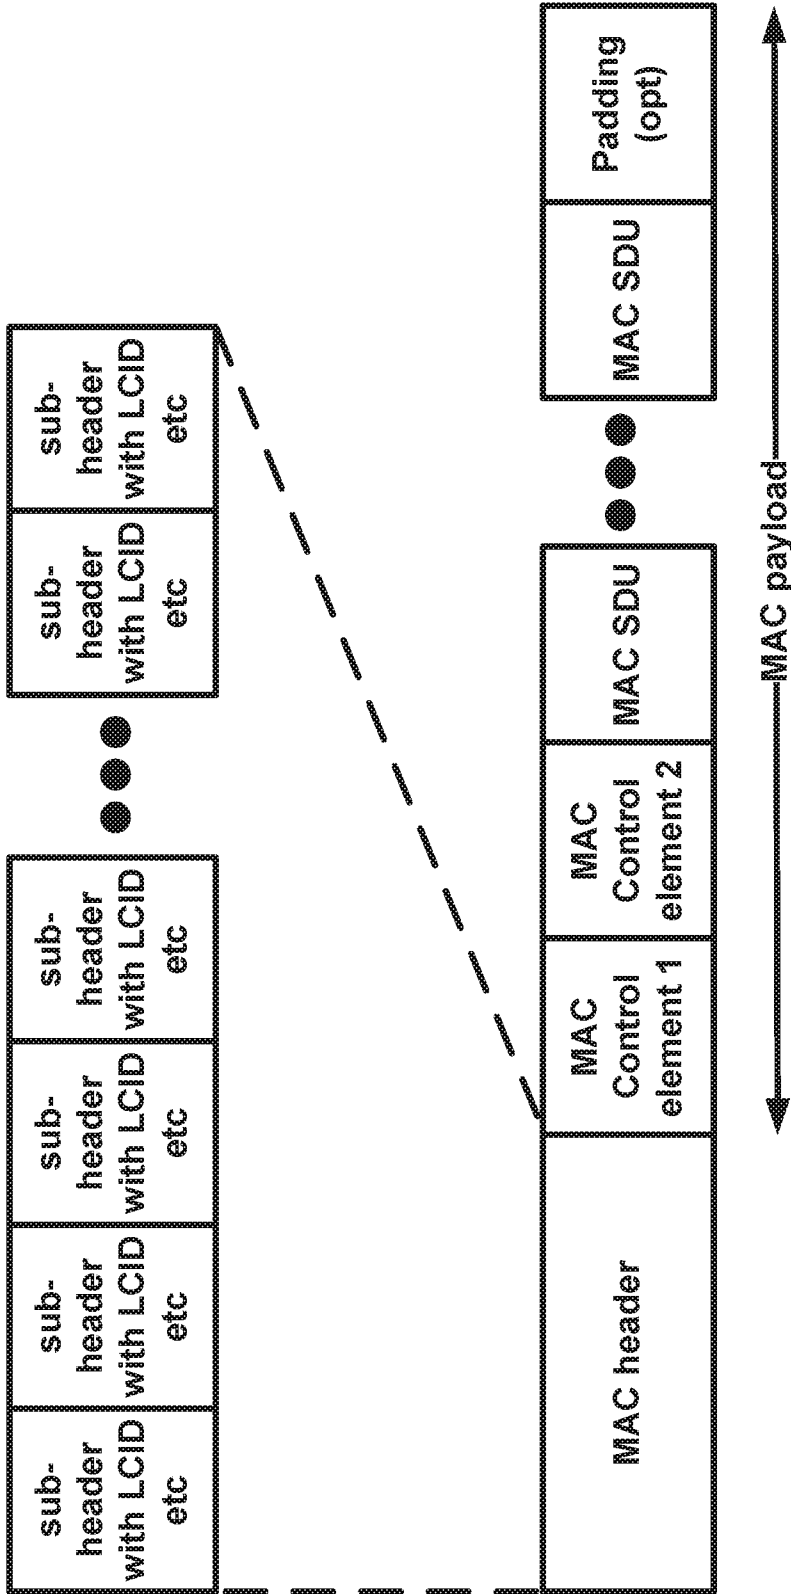 sub-
header
with LCID
etc
sub-
header
with LCID
etc
sub-
header
with LCID
etc
sub-
header
with LCID
etc
sub-
header
with LCID
etc
sub-
header
with LCID
etc
MAC header
MAC
Control
element 1
MAC
Control
element 2
MAC SDU
MAC SDU
Padding
(opt)
MAC payload